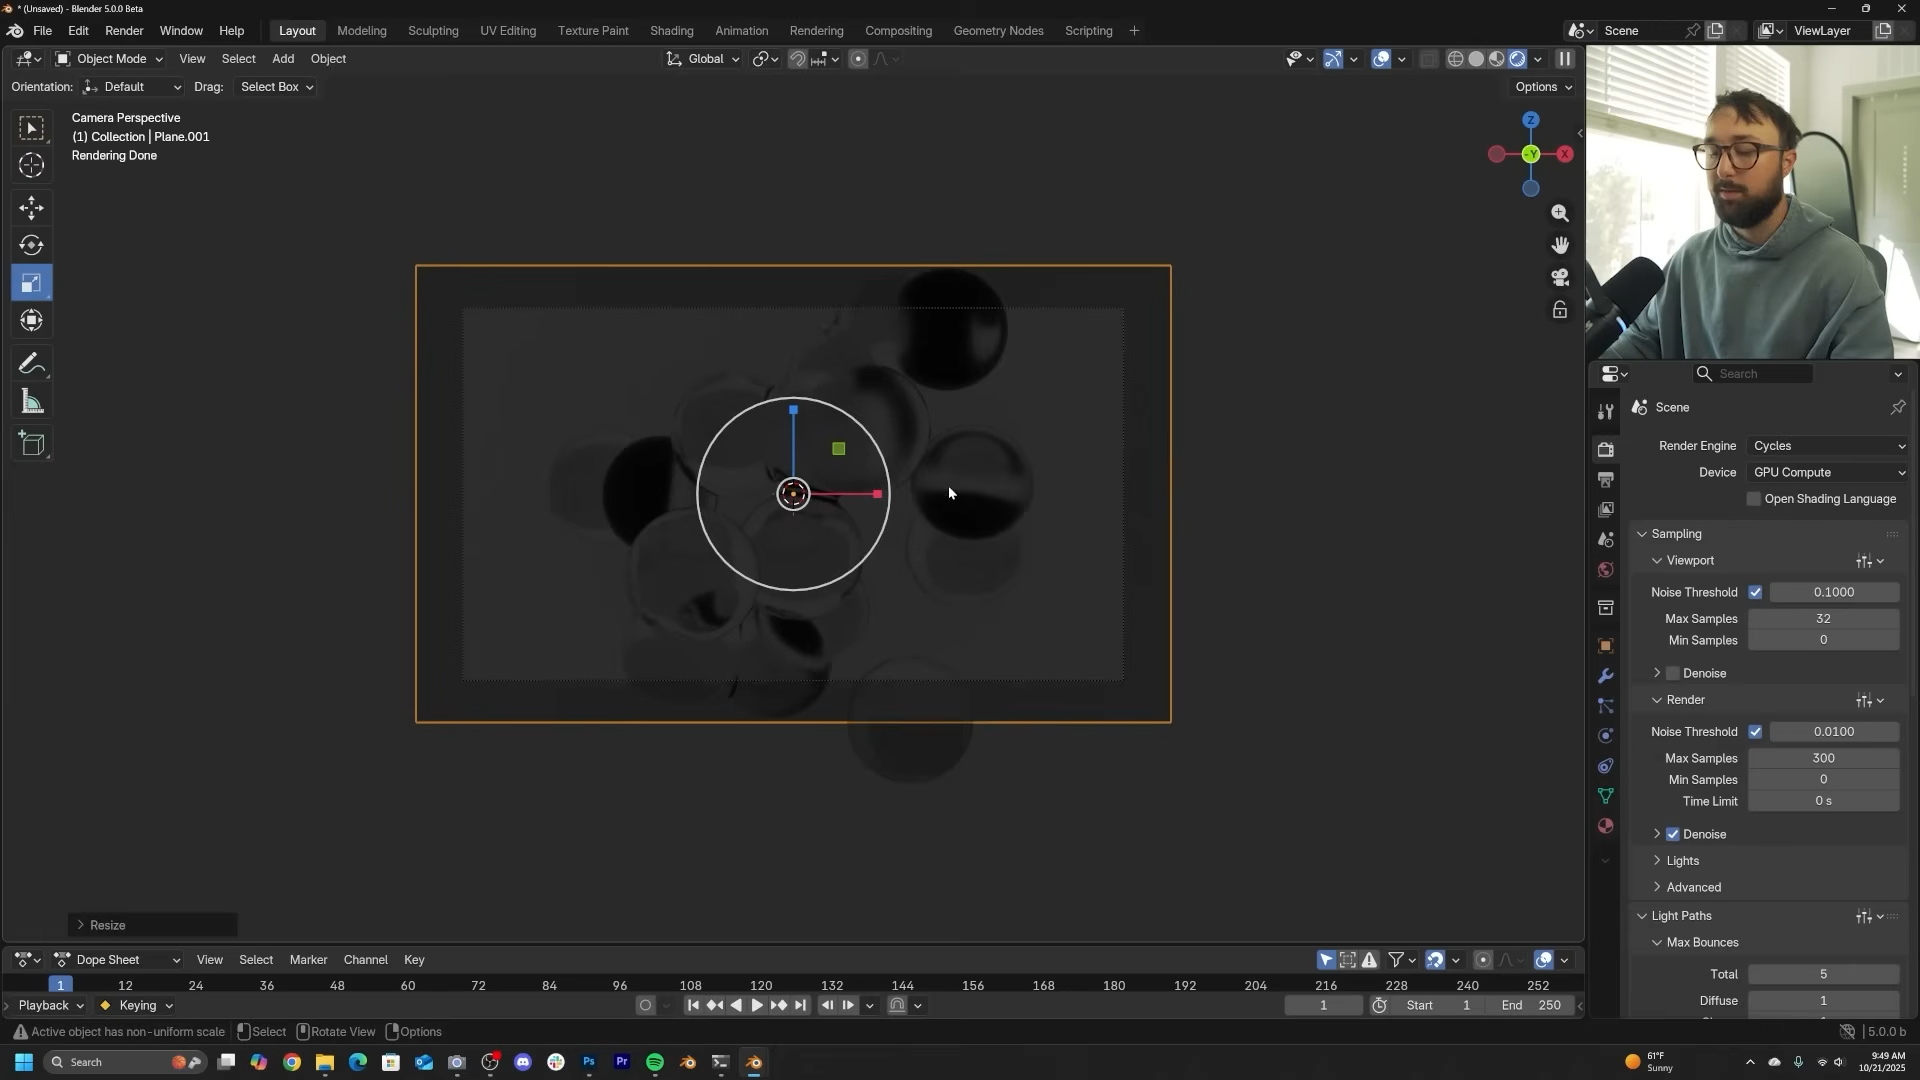 * (Unsaved) - Blender 5.0.0 Beta
File Edit Render Window Help Layout Modeling Sculpting UV Editing Texture Paint Shading Animation Rendering Compositing Geometry Nodes Scripting Scene ViewLayer
Object Mode View Select Add Object Global
Orientation: Default Drag: Select Box Options
Camera Perspective
(1) Collection | Plane.001
Rendering Done
Z
Y
X
Search
Scene
Render Engine Cycles
Device GPU Compute
Open Shading Language
Sampling
Viewport
Noise Threshold 0.1000
Max Samples 32
Min Samples 0
Denoise
Render
Noise Threshold 0.0100
Max Samples 300
Min Samples 0
Time Limit 0 s
Denoise
Lights
Advanced
Light Paths
Max Bounces
Total 5
Diffuse 1
Resize
Dope Sheet View Select Marker Channel Key
1 12 24 36 48 60 72 84 96 108 120 132 144 156 168 180 192 204 216 228 240 252
Playback Keying 1 Start 1 End 250
Active object has non-uniform scale Select Rotate View Options 5.0.0 b
Search Ps Pr 61°F Sunny 9:49 AM
10/21/2025